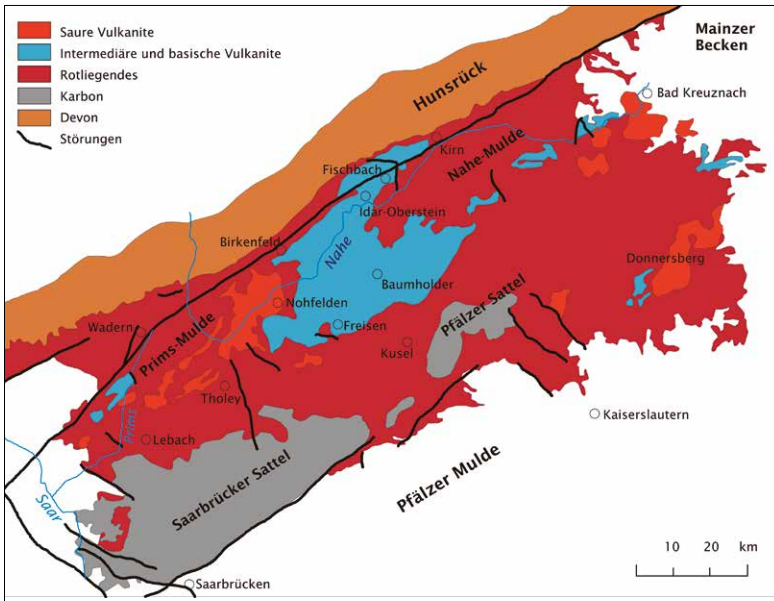 Saure Vulkanite
Intermediäre und basische Vulkanite
Rotliegendes
Karbon
Devon
Störungen
Mainzer
Becken
Hunsrück
Bad Kreuznach
Kirn
Nahe-Mulde
Fischbach
Idar-Oberstein
Birkenfeld
Nahe
Baumholder
Donnersberg
Nohfelden
Pfälzer Sattel
Freisen
Wadern
Prims-Mulde
Kusel
Tholey
Kaiserslautern
Prims
Lebach
Saarbrücker Sattel
Pfälzer Mulde
Saar
10 20 km
Saarbrücken